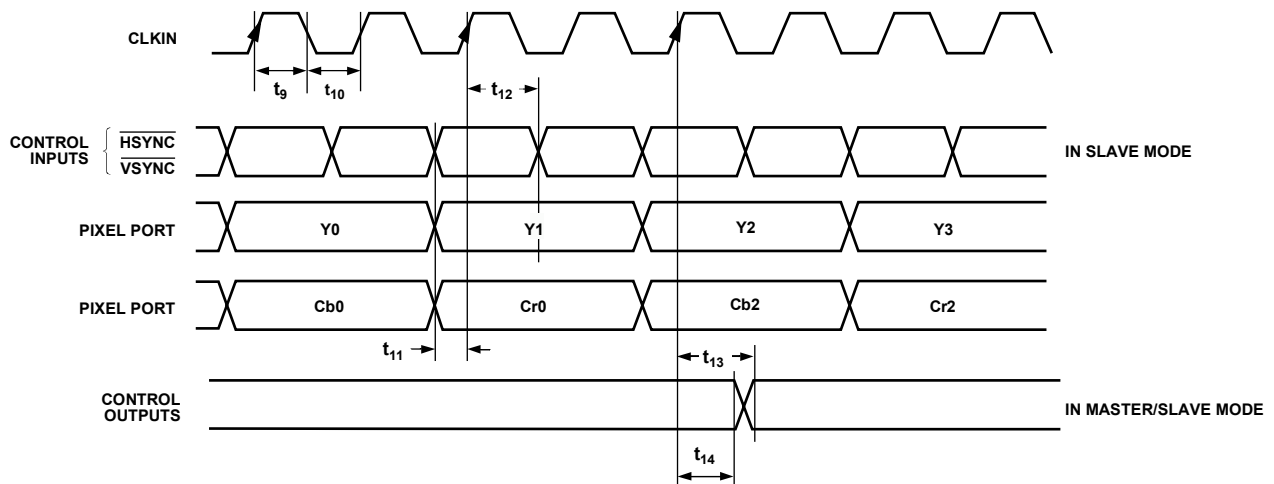 CLKIN
t9
t10
t12
CONTROL
INPUTS
HSYNC
VSYNC
IN SLAVE MODE
PIXEL PORT
Y0
Y1
Y2
Y3
PIXEL PORT
Cb0
Cr0
Cb2
Cr2
t11
t13
CONTROL
OUTPUTS
IN MASTER/SLAVE MODE
t14